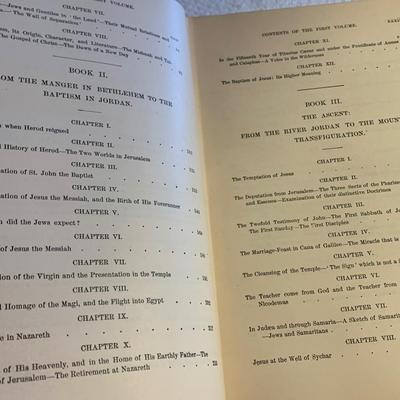 FIRST VOLUME.
CHAPTER VII.
Jews and Gentiles in 'the Land'—Their Mutual Relations and
'The Wall of Separation'
CHAPTER VIII.
its Origin, Character, and Literature—The Midrash and
The Gospel of Christ—The Dawn of a New Day
BOOK II.
FROM THE MANGER IN BETHLEHEM TO THE
BAPTISM IN JORDAN.
CHAPTER I.
when Herod reigned
CHAPTER II.
History of Herod—The Two Worlds in Jerusalem
CHAPTER III.
of St. John the Baptist
CHAPTER IV.
of Jesus the Messiah, and the Birth of His Forerunner
CHAPTER V.
did the Jews expect?
CHAPTER VI.
of Jesus the Messiah
CHAPTER VII.
of the Virgin and the Presentation in the Temple
CHAPTER VIII.
Homage of the Magi, and the Flight into Egypt
CHAPTER IX.
in Nazareth
CHAPTER X.
of His Heavenly, and in the Home of His Earthly Father—The
of Jerusalem—The Retirement at Nazareth
CONTENTS OF THE FIRST VOLUME.
CHAPTER XI.
In the Fifteenth Year of Tiberius Cæsar and under the Pontificate of Annas
and Caiaphas—A Voice in the Wilderness
CHAPTER XII.
The Baptism of Jesus: Its Higher Meaning
BOOK III.
THE ASCENT:
FROM THE RIVER JORDAN TO THE MOUNT
TRANSFIGURATION.
CHAPTER I.
The Temptation of Jesus
CHAPTER II.
The Deputation from Jerusalem—The Three Sects of the
and Essenes—Examination of their distinctive Doctrines
CHAPTER III.
The Twofold Testimony of John—The First Sabbath of
The First Sunday—The First Disciples
CHAPTER IV.
The Marriage-Feast in Cana of Galilee—The Miracle that is
CHAPTER V.
The Cleansing of the Temple—'The Sign' which is not a
CHAPTER VI.
The Teacher come from God and the Teacher from
Nicodemus
CHAPTER VII.
In Judæa and through Samaria—A Sketch of
Jews and Samaritans
CHAPTER VIII.
Jesus at the Well of Sychar